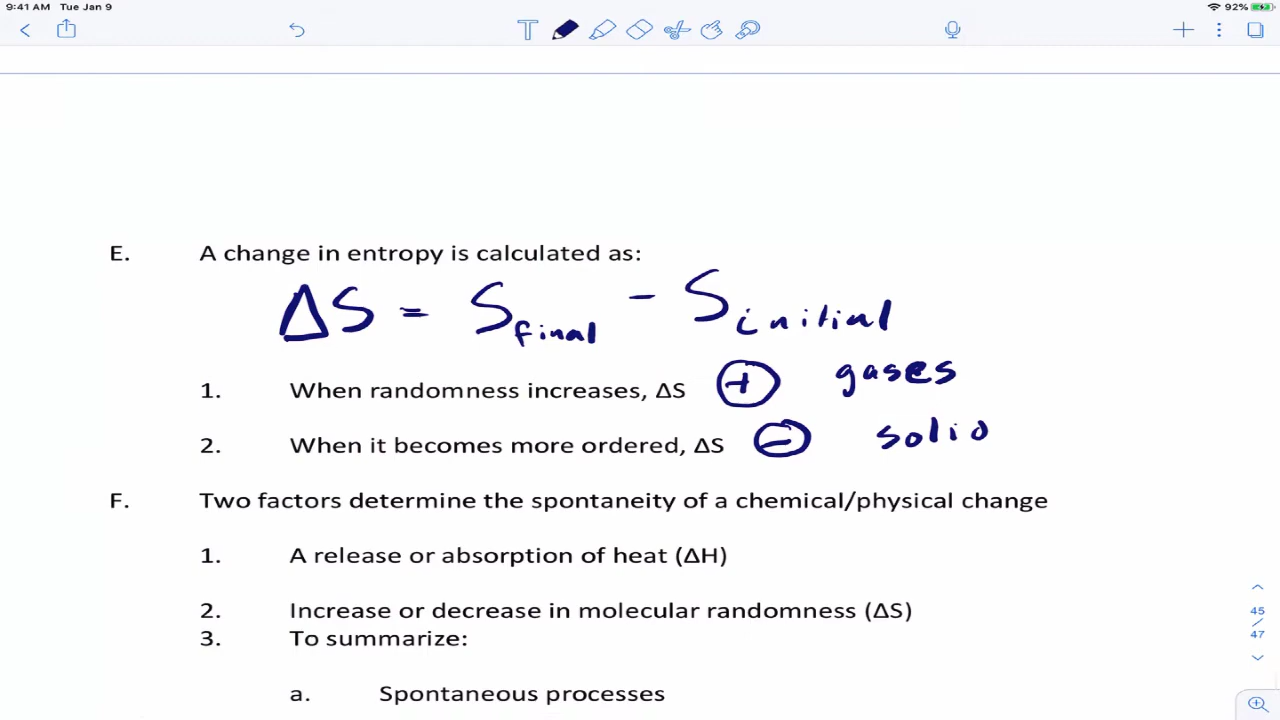 9:41 AM Tue Jan 9 92%
T
E. A change in entropy is calculated as:
ΔS = S final - S initial
1. When randomness increases, ΔS + gases
2. When it becomes more ordered, ΔS - solid
F. Two factors determine the spontaneity of a chemical/physical change
1. A release or absorption of heat (ΔH)
2. Increase or decrease in molecular randomness (ΔS)
3. To summarize:
a. Spontaneous processes
45
/
47